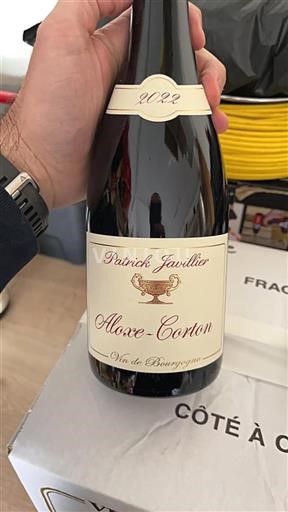 2022
Patrick Javillier
Aloxe-Corton
Vin de Bourgogne
FRAG
CÔTÉ À